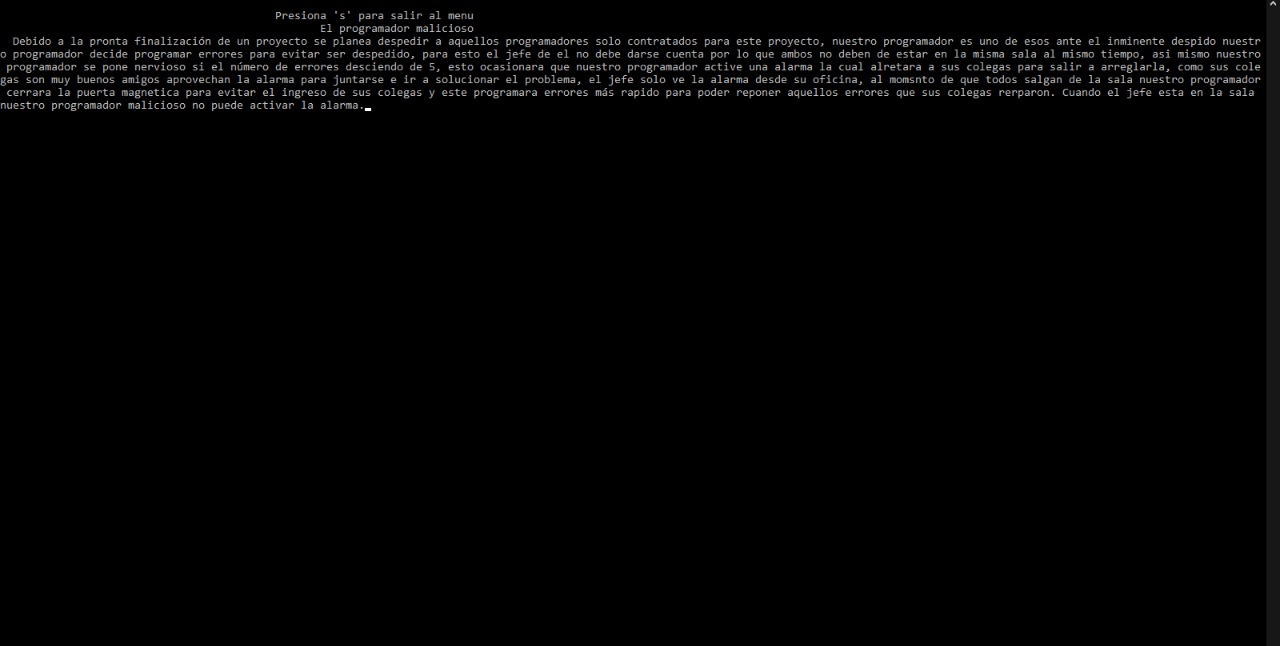 Presiona 's' para salir al menu
El programador malicioso
Debido a la pronta finalización de un proyecto se planea despedir a aquellos programadores solo contratados para este proyecto, nuestro programador es uno de esos ante el inminente despido nuestr
o programador decide programar errores para evitar ser despedido, para esto el jefe de el no debe darse cuenta por lo que ambos no deben de estar en la misma sala al mismo tiempo, asi mismo nuestro
programador se pone nervioso si el número de errores desciendo de 5, esto ocasionara que nuestro programador active una alarma la cual alretara a sus colegas para salir a arreglarla, como sus cole
gas son muy buenos amigos aprovechan la alarma para juntarse e ir a solucionar el problema, el jefe solo ve la alarma desde su oficina, al momsnto de que todos salgan de la sala nuestro programador
cerrara la puerta magnetica para evitar el ingreso de sus colegas y este programara errores más rapido para poder reponer aquellos errores que sus colegas rerparon. Cuando el jefe esta en la sala
nuestro programador malicioso no puede activar la alarma.